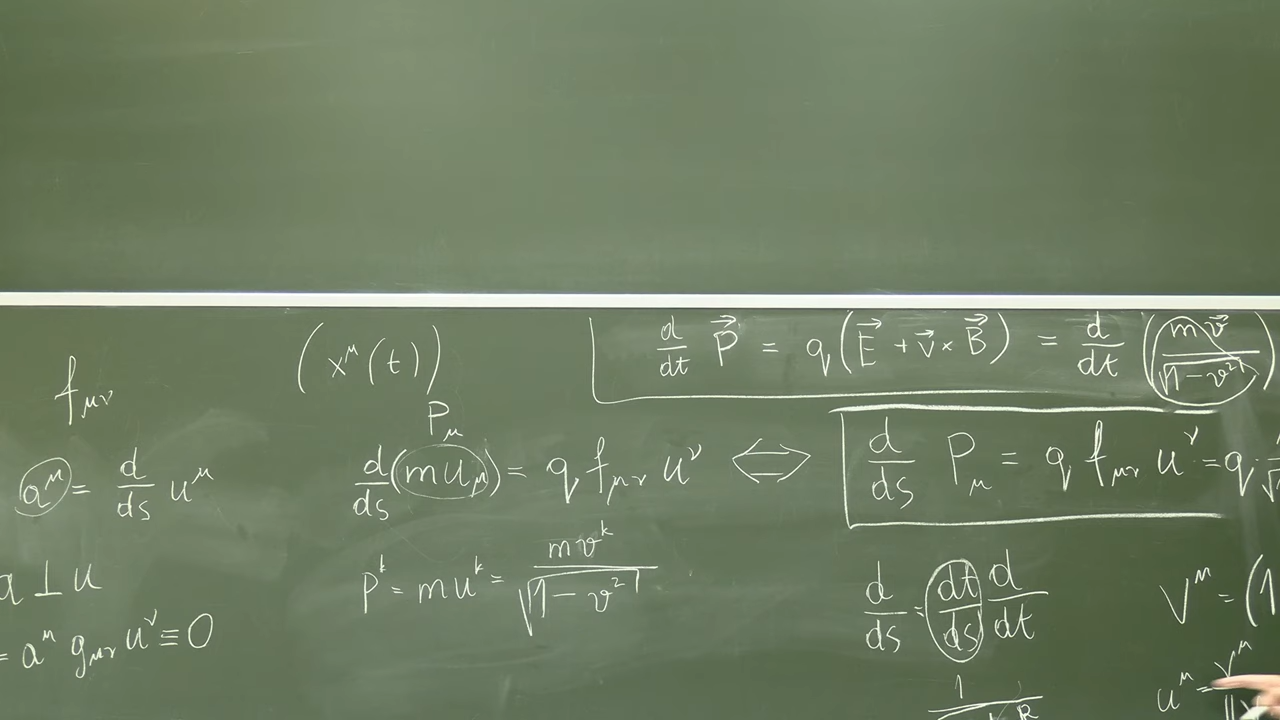 (x^μ(t))
d/dt P⃗ = q(E⃗ + v⃗ × B⃗) = d/dt (mv⃗/√(1-v²))
f_μν
P_μ
a^μ = d/ds u^μ
d/ds (m u_μ) = q f_μν u^ν ⇔ d/ds P_μ = q f_μν u^ν = q
a ⊥ u
P^k = m u^k = m v^k/√(1-v²)
d/ds = dt/ds d/dt
V^μ = (1
= a^μ g_μν u^ν ≡ 0
u^μ = V^μ
1